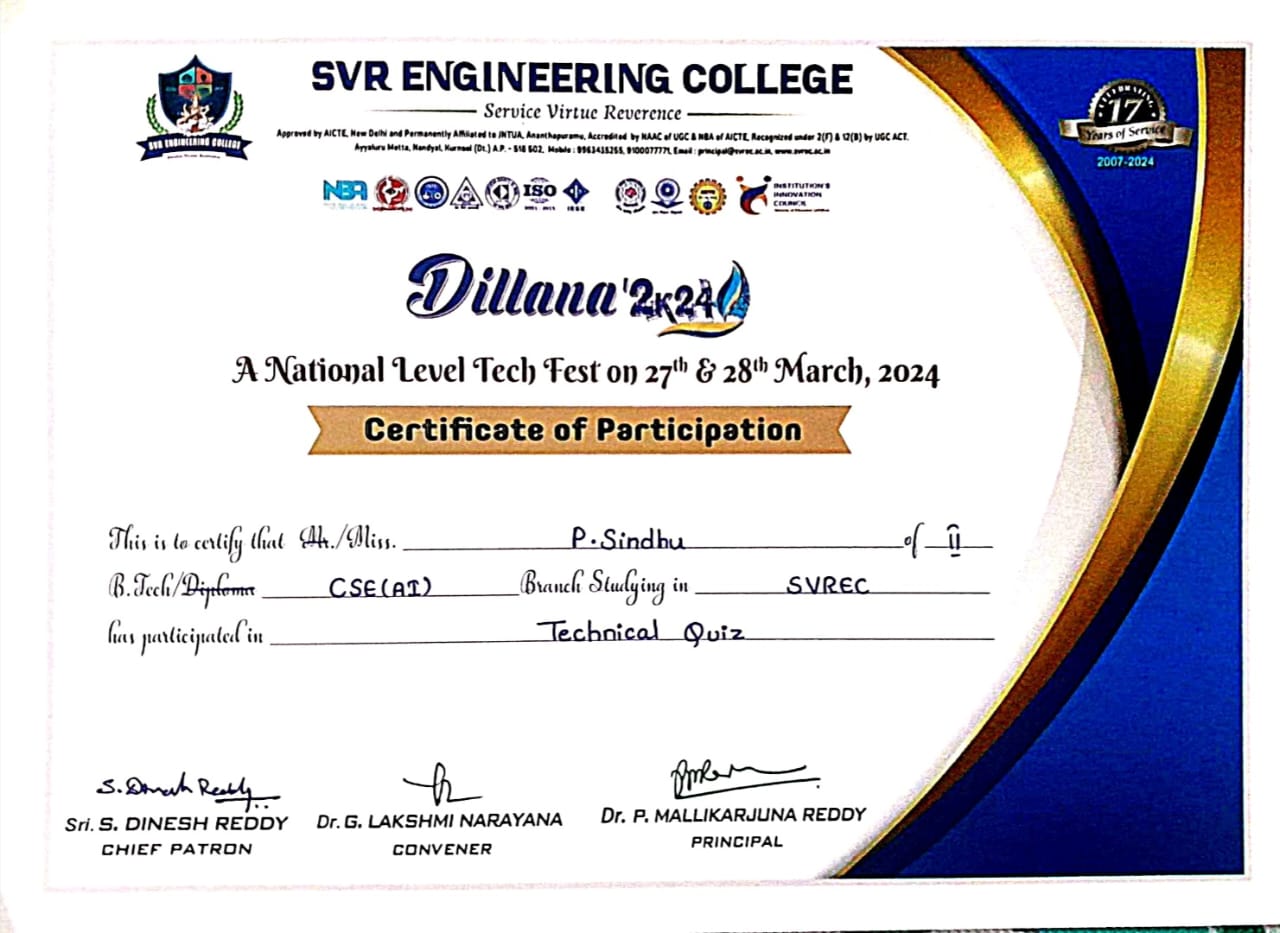 SVR ENGINEERING COLLEGE
Service Virtue Reverence
Approved by AICTE, New Delhi and Permanently Affiliated to JNTUA, Ananthapuramu, Accredited by NAAC of UGC & NBA of AICTE, Recognized under 2(F) & 12(B) by UGC ACT.
Ayyaluru Metta, Nandyal, Kurnool (Dt.) A.P. - 518 502, Mobile : 9963435255, 9100077771, Email : principal@svrec.ac.in, www.svrec.ac.in
SVR ENGINEERING COLLEGE
CELEBRATING
17
Years of Service
2007-2024
NBA
ISO
IEEE
INSTITUTION'S
INNOVATION
COUNCIL
Dillana '2K24
A National Level Tech Fest on 27th & 28th March, 2024
Certificate of Participation
This is to certify that Mr./Miss. P. Sindhu of II
B.Tech/Diploma CSE(AI) Branch Studying in SVREC
has participated in Technical Quiz
S. Dinesh Reddy
Sri. S. DINESH REDDY
CHIEF PATRON
Dr. G. LAKSHMI NARAYANA
CONVENER
Dr. P. MALLIKARJUNA REDDY
PRINCIPAL